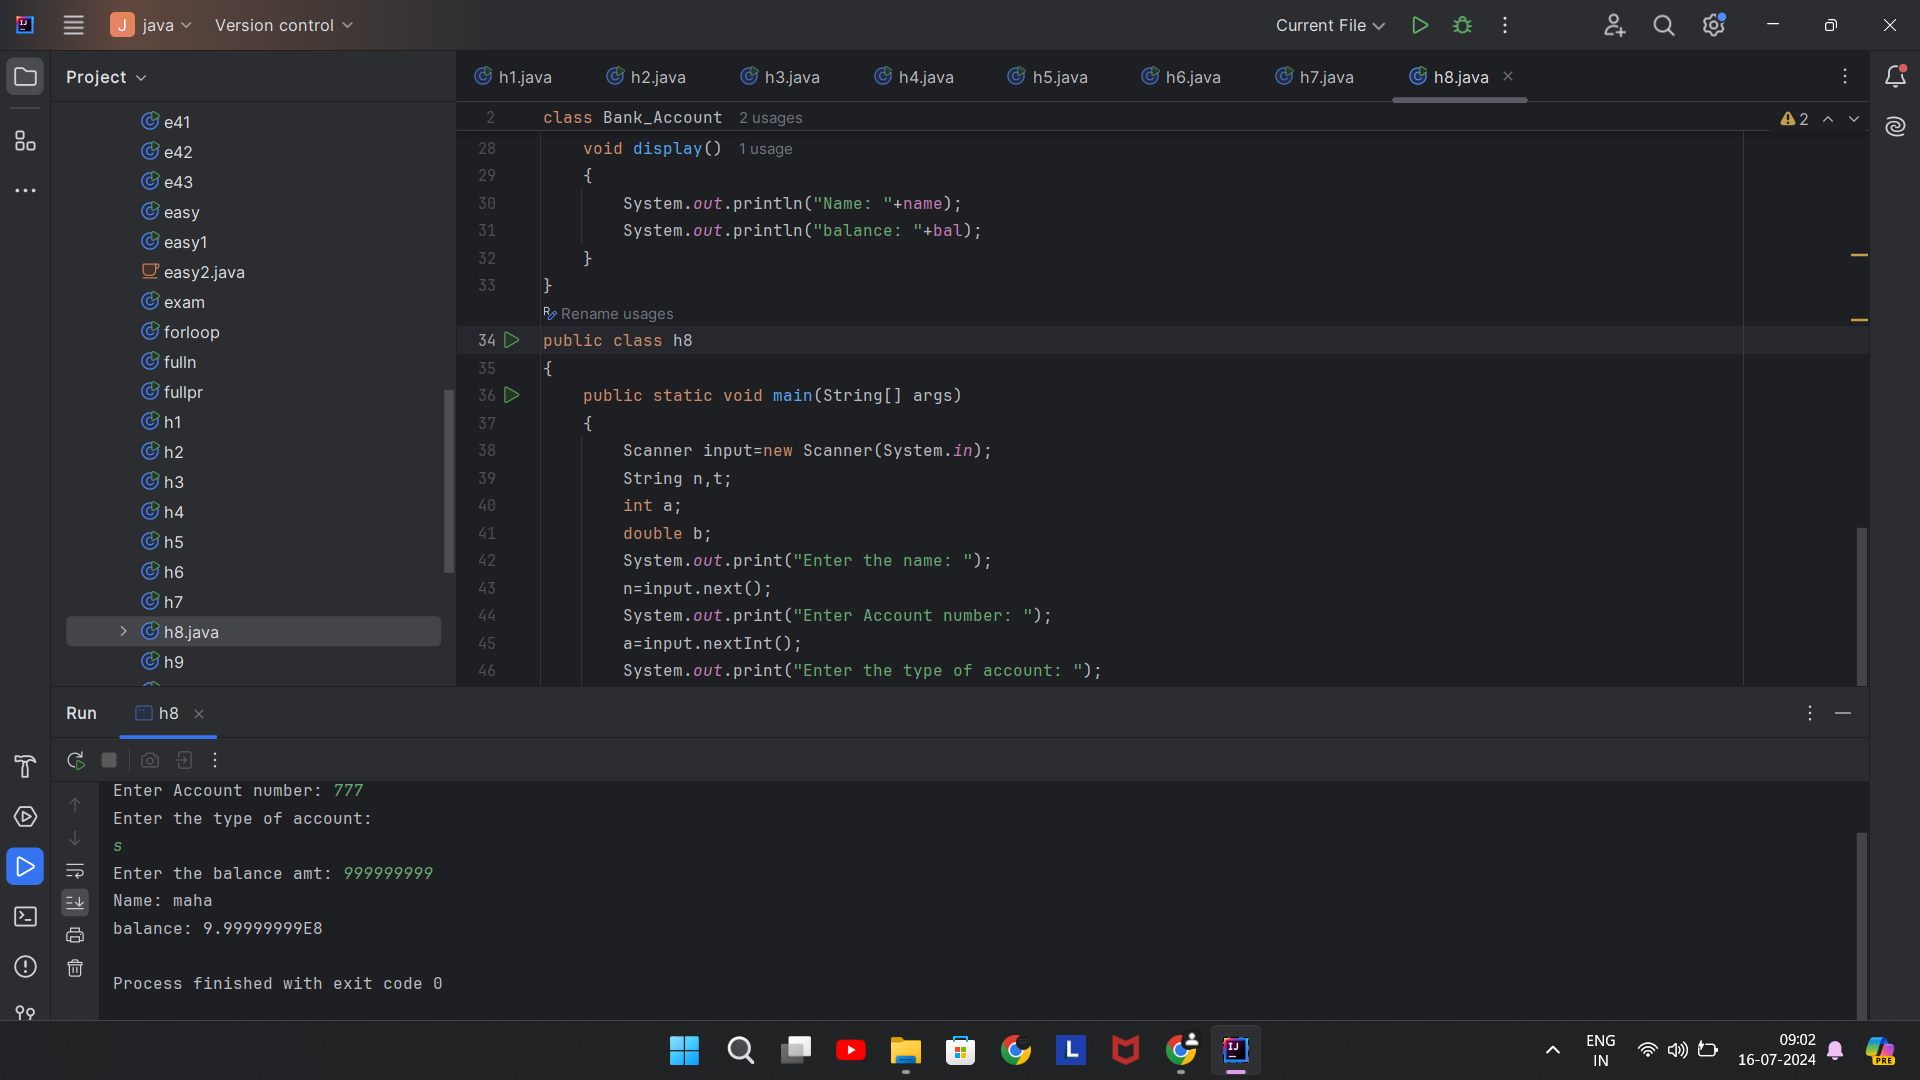 J java Version control Current File
Project
h1.java h2.java h3.java h4.java h5.java h6.java h7.java h8.java
e41
e42
e43
easy
easy1
easy2.java
exam
forloop
fulln
fullpr
h1
h2
h3
h4
h5
h6
h7
h8.java
h9
2 class Bank_Account 2 usages
2
28 void display() 1 usage
29 {
30 System.out.println("Name: "+name);
31 System.out.println("balance: "+bal);
32 }
33 }
Rename usages
34 public class h8
35 {
36 public static void main(String[] args)
37 {
38 Scanner input=new Scanner(System.in);
39 String n,t;
40 int a;
41 double b;
42 System.out.print("Enter the name: ");
43 n=input.next();
44 System.out.print("Enter Account number: ");
45 a=input.nextInt();
46 System.out.print("Enter the type of account: ");
Run h8
Enter Account number: 777
Enter the type of account:
s
Enter the balance amt: 999999999
Name: maha
balance: 9.99999999E8
Process finished with exit code 0
L
IJ
ENG
IN
09:02
16-07-2024
PRE